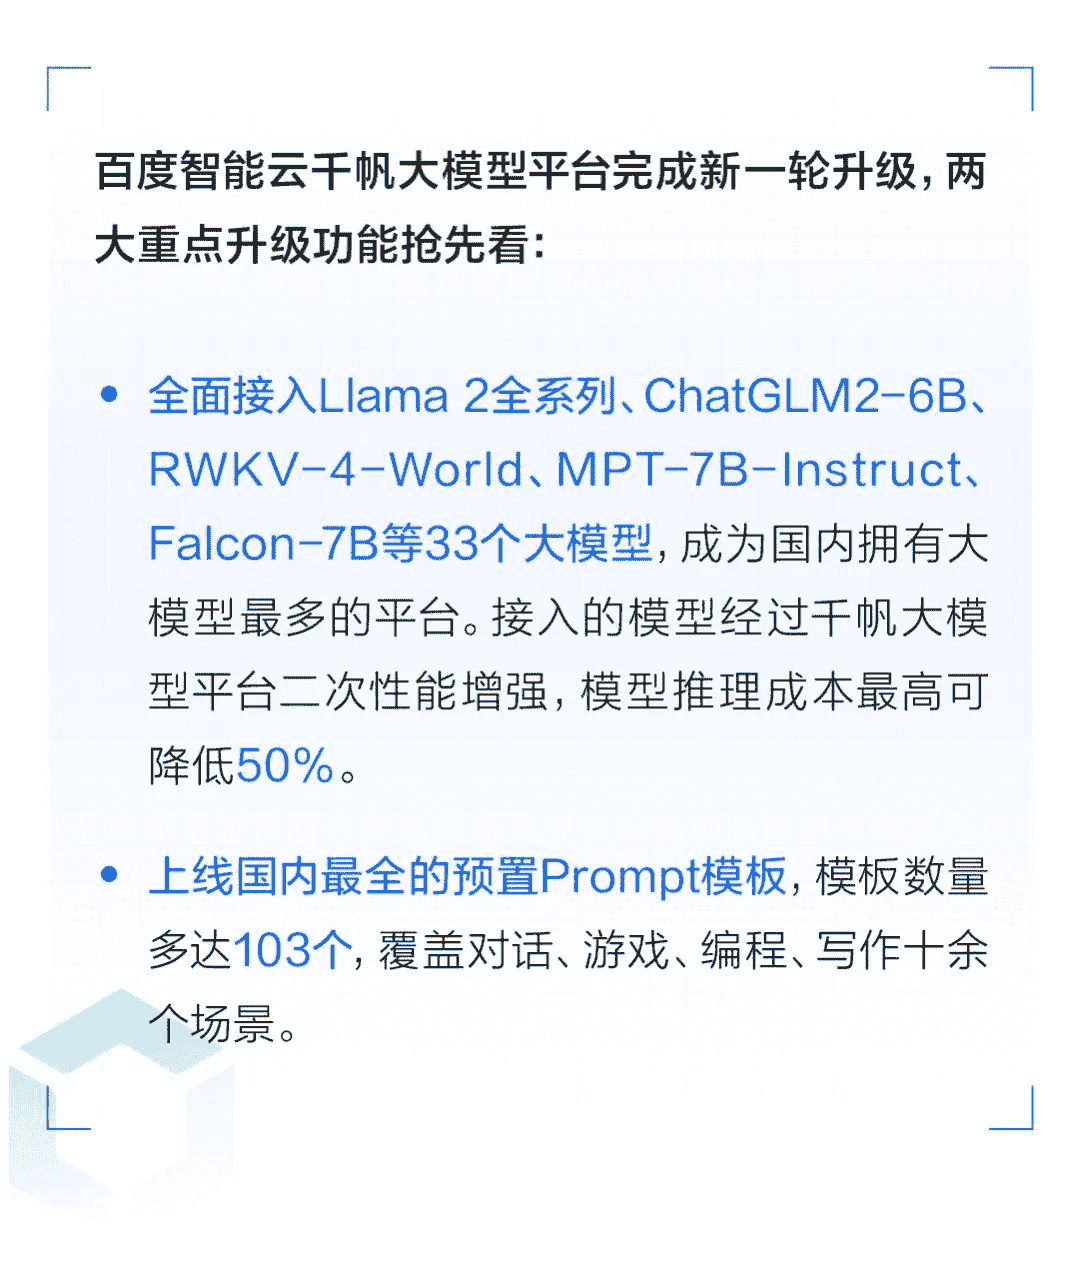 百度智能云千帆大模型平台完成新一轮升级，两
大重点升级功能抢先看：
全面接入Llama 2全系列、ChatGLM2-6B、
RWKV-4-World、MPT-7B-Instruct、
Falcon-7B等33个大模型，成为国内拥有大
模型最多的平台。接入的模型经过千帆大模
型平台二次性能增强，模型推理成本最高可
降低50%。
上线国内最全的预置Prompt模板，模板数量
多达103个，覆盖对话、游戏、编程、写作十余
个场景。